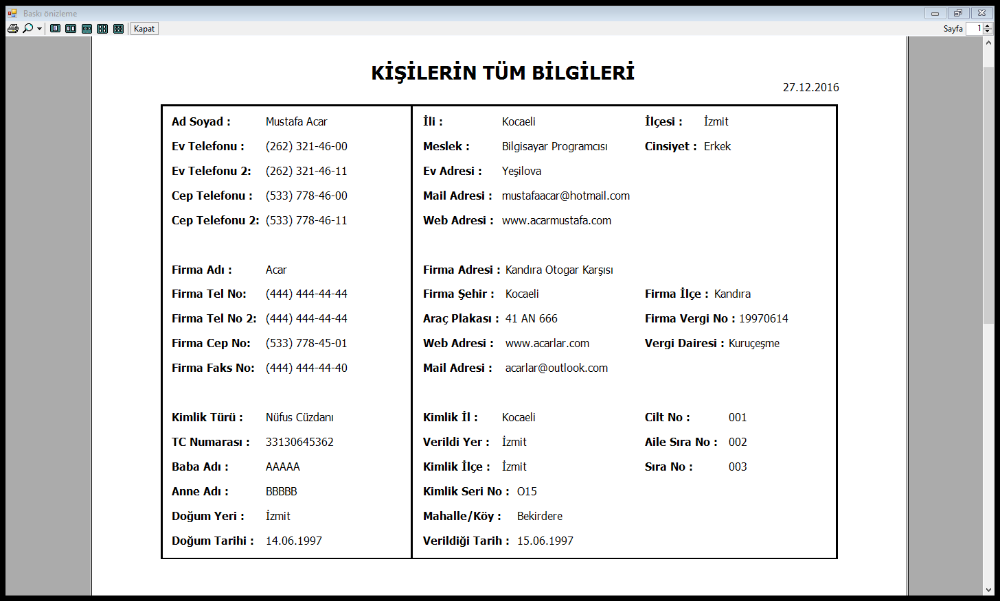 Baskı önizleme
Kapat
Sayfa 1
KİŞİLERİN TÜM BİLGİLERİ
27.12.2016
Ad Soyad : Mustafa Acar İli : Kocaeli İlçesi : İzmit
Ev Telefonu : (262) 321-46-00 Meslek : Bilgisayar Programcısı Cinsiyet : Erkek
Ev Telefonu 2: (262) 321-46-11 Ev Adresi : Yeşilova
Cep Telefonu : (533) 778-46-00 Mail Adresi : mustafaacar@hotmail.com
Cep Telefonu 2: (533) 778-46-11 Web Adresi : www.acarmustafa.com
Firma Adı : Acar Firma Adresi : Kandıra Otogar Karşısı
Firma Tel No: (444) 444-44-44 Firma Şehir : Kocaeli Firma İlçe : Kandıra
Firma Tel No 2: (444) 444-44-44 Araç Plakası : 41 AN 666 Firma Vergi No : 19970614
Firma Cep No: (533) 778-45-01 Web Adresi : www.acarlar.com Vergi Dairesi : Kuruçeşme
Firma Faks No: (444) 444-44-40 Mail Adresi : acarlar@outlook.com
Kimlik Türü : Nüfus Cüzdanı Kimlik İl : Kocaeli Cilt No : 001
TC Numarası : 33130645362 Verildi Yer : İzmit Aile Sıra No : 002
Baba Adı : AAAAA Kimlik İlçe : İzmit Sıra No : 003
Anne Adı : BBBBB Kimlik Seri No : O15
Doğum Yeri : İzmit Mahalle/Köy : Bekirdere
Doğum Tarihi : 14.06.1997 Verildiği Tarih : 15.06.1997